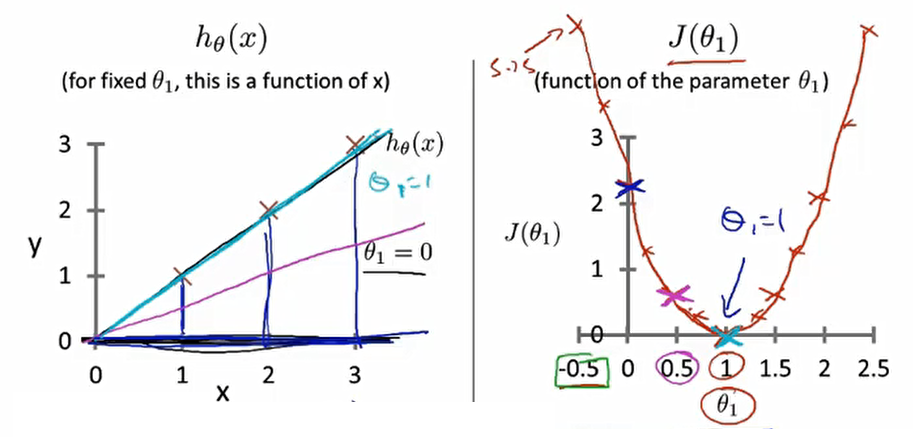 hθ(x)
(for fixed θ₁, this is a function of x)
3
2
1
0
y
0 1 2 3
x
hθ(x)
θ₁=1
θ₁ = 0
J(θ₁)
(function of the parameter θ₁)
5.25
3
2
1
0
J(θ₁)
θ₁=1
-0.5 0 0.5 1 1.5 2 2.5
θ₁